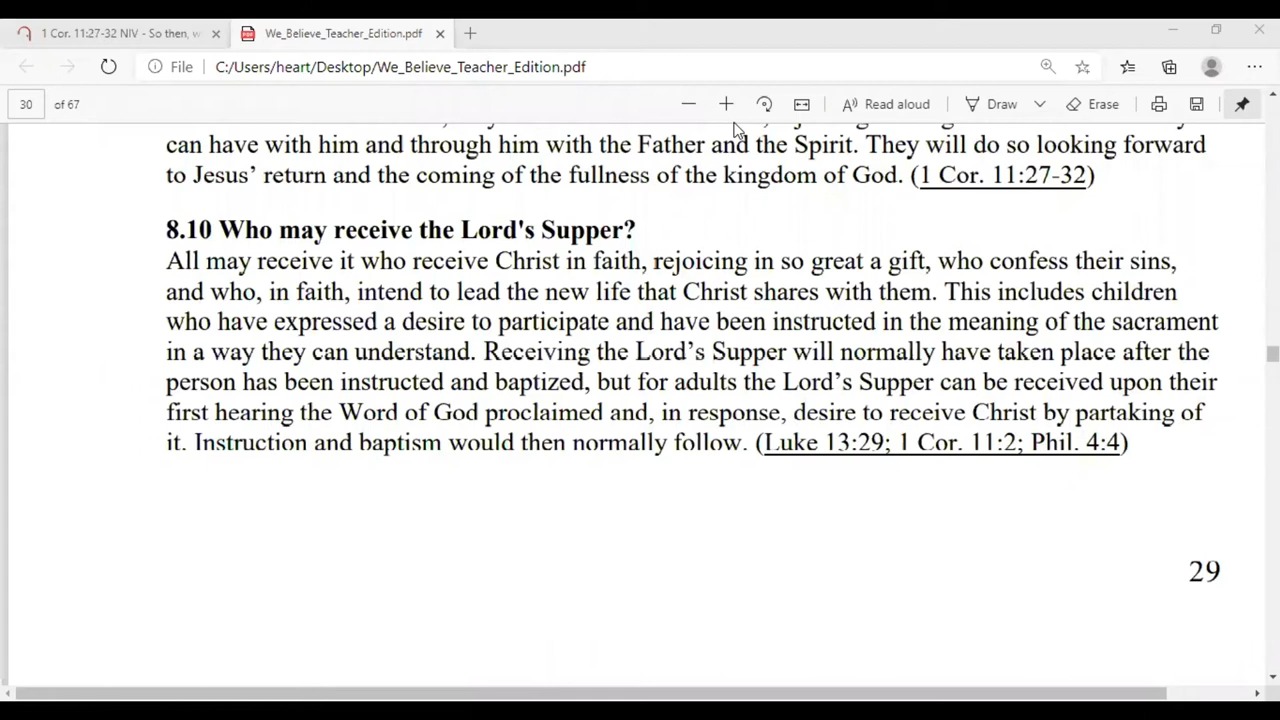 1 Cor. 11:27-32 NIV - So then, w
We_Believe_Teacher_Edition.pdf
File
C:/Users/heart/Desktop/We_Believe_Teacher_Edition.pdf
30 of 67
Read aloud
Draw
Erase
can have with him and through him with the Father and the Spirit. They will do so looking forward
to Jesus’ return and the coming of the fullness of the kingdom of God. (1 Cor. 11:27-32)
8.10 Who may receive the Lord's Supper?
All may receive it who receive Christ in faith, rejoicing in so great a gift, who confess their sins,
and who, in faith, intend to lead the new life that Christ shares with them. This includes children
who have expressed a desire to participate and have been instructed in the meaning of the sacrament
in a way they can understand. Receiving the Lord’s Supper will normally have taken place after the
person has been instructed and baptized, but for adults the Lord’s Supper can be received upon their
first hearing the Word of God proclaimed and, in response, desire to receive Christ by partaking of
it. Instruction and baptism would then normally follow. (Luke 13:29; 1 Cor. 11:2; Phil. 4:4)
29